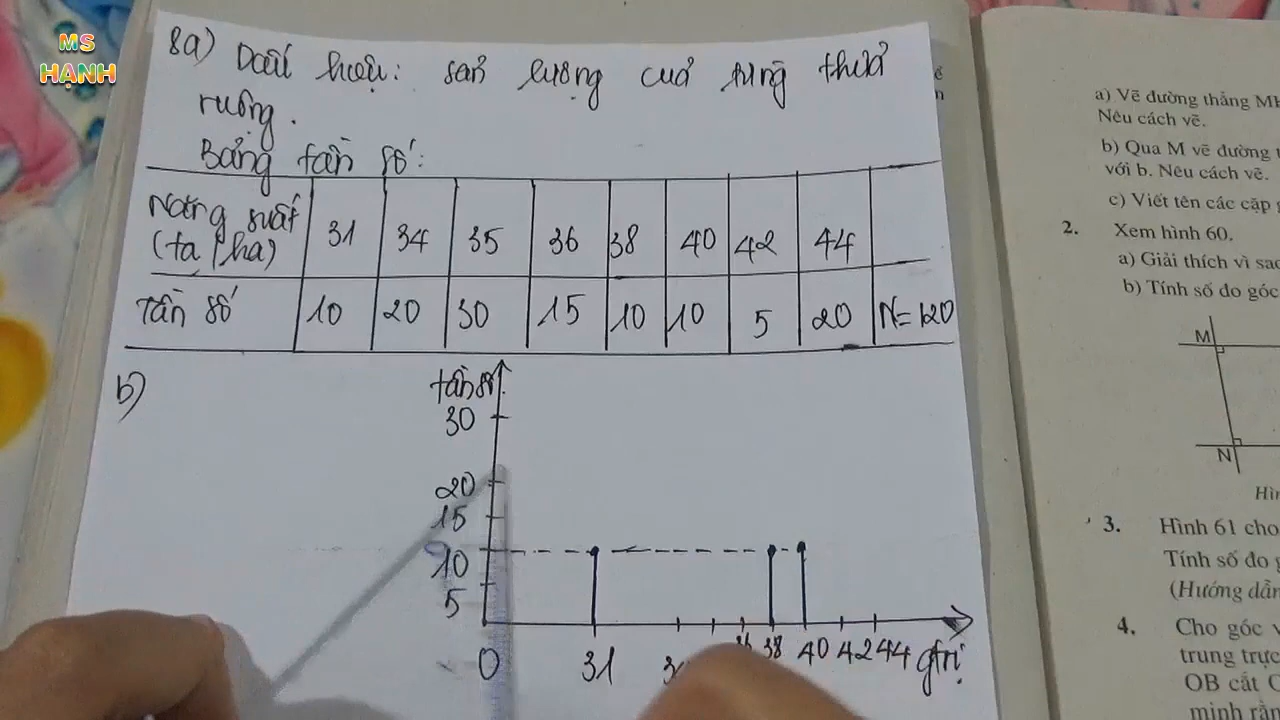 MS
HẠNH
8a) Dấu hiệu: sản lượng của từng thửa
ruộng.
Bảng tần số:
Năng suất 31 34 35 36 38 40 42 44
(tạ/ha)
Tần số 10 20 30 15 10 10 5 20 N=120
b)
tần số
30
20
15
10
5
0 31 38 40 42 44 gtrị
a) Vẽ đường thẳng
Nêu cách vẽ.
b) Qua M vẽ đường
với b. Nêu cách vẽ.
c) Viết tên các cặp
2. Xem hình 60.
a) Giải thích vì sao
b) Tính số đo góc
M
N
3. Hình 61 cho
Tính số đo
(Hướng dẫn
4. Cho góc
trung trực
OB cắt
minh rằn